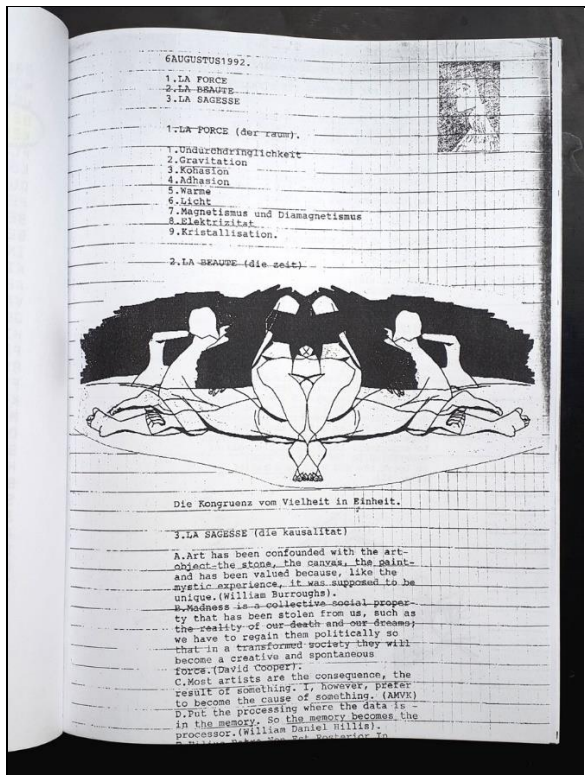 6AUGUSTUS1992.
1.LA FORCE
2.LA BEAUTE
3.LA SAGESSE
1.LA FORCE (der raum).
1.Undurchdringlichkeit
2.Gravitation
3.Kohasion
4.Adhasion
5.Warme
6.Licht
7.Magnetismus und Diamagnetismus
8.Elektrizitat
9.Kristallisation.
2.LA BEAUTE (die zeit)
Die Kongruenz vom Vielheit in Einheit.
3.LA SAGESSE (die kausalitat)
A.Art has been confounded with the art-
object-the stone, the canvas, the paint-
and has been valued because, like the
mystic experience, it was supposed to be
unique.(William Burroughs).
B.Madness is a collective social proper-
ty that has been stolen from us, such as
the reality of our death and our dreams;
we have to regain them politically so
that in a transformed society they will
become a creative and spontaneous
force.(David Cooper).
C.Most artists are the consequence, the
result of something. I, however, prefer
to become the cause of something. (AMVK)
D.Put the processing where the data is -
in the memory. So the memory becomes the
processor.(William Daniel Hillis).